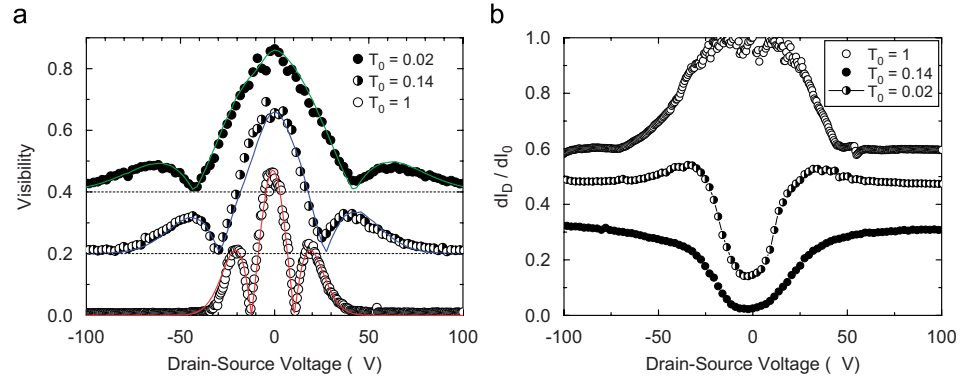 a
b
Visibility
0.8
0.6
0.4
0.2
0.0
T0 = 0.02
T0 = 0.14
T0 = 1
-100 -50 0 50 100
Drain-Source Voltage ( V)
dID / dI0
1.0
0.8
0.6
0.4
0.2
0.0
T0 = 1
T0 = 0.14
T0 = 0.02
-100 -50 0 50 100
Drain-Source Voltage ( V)